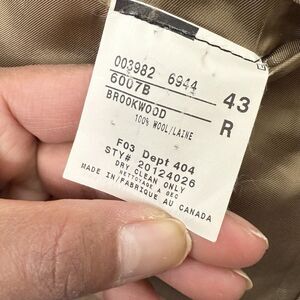 003982 6944
6007B 43
BROOKWOOD R
100% WOOL/LAINE
F03 Dept 404
STY# 20124026
DRY CLEAN ONLY
NETTOYAGE A SEC
MADE IN/FABRIQUE AU CANADA